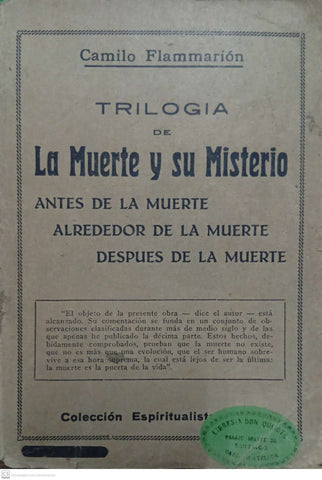 Camilo Flammarión
TRILOGIA
DE
La Muerte y su Misterio
ANTES DE LA MUERTE
ALREDEDOR DE LA MUERTE
DESPUES DE LA MUERTE
"El objeto de la presente obra — dice el autor — está
alcanzado. Su comentación se funda en un conjunto de ob-
servaciones clasificadas durante más de medio siglo y de las
que apenas he publicado la décima parte. Estos hechos, de-
bidamente comprobados, prueban que la muerte no existe,
que no es más que una evolución, que el ser humano sobre-
vive a esa hora suprema, la cual está lejos de ser la última:
la muerte es la puerta de la vida".
Colección Espiritualist
LIBRERIA DON QUIJOTE
PASAJE MATTE
SANTIAGO